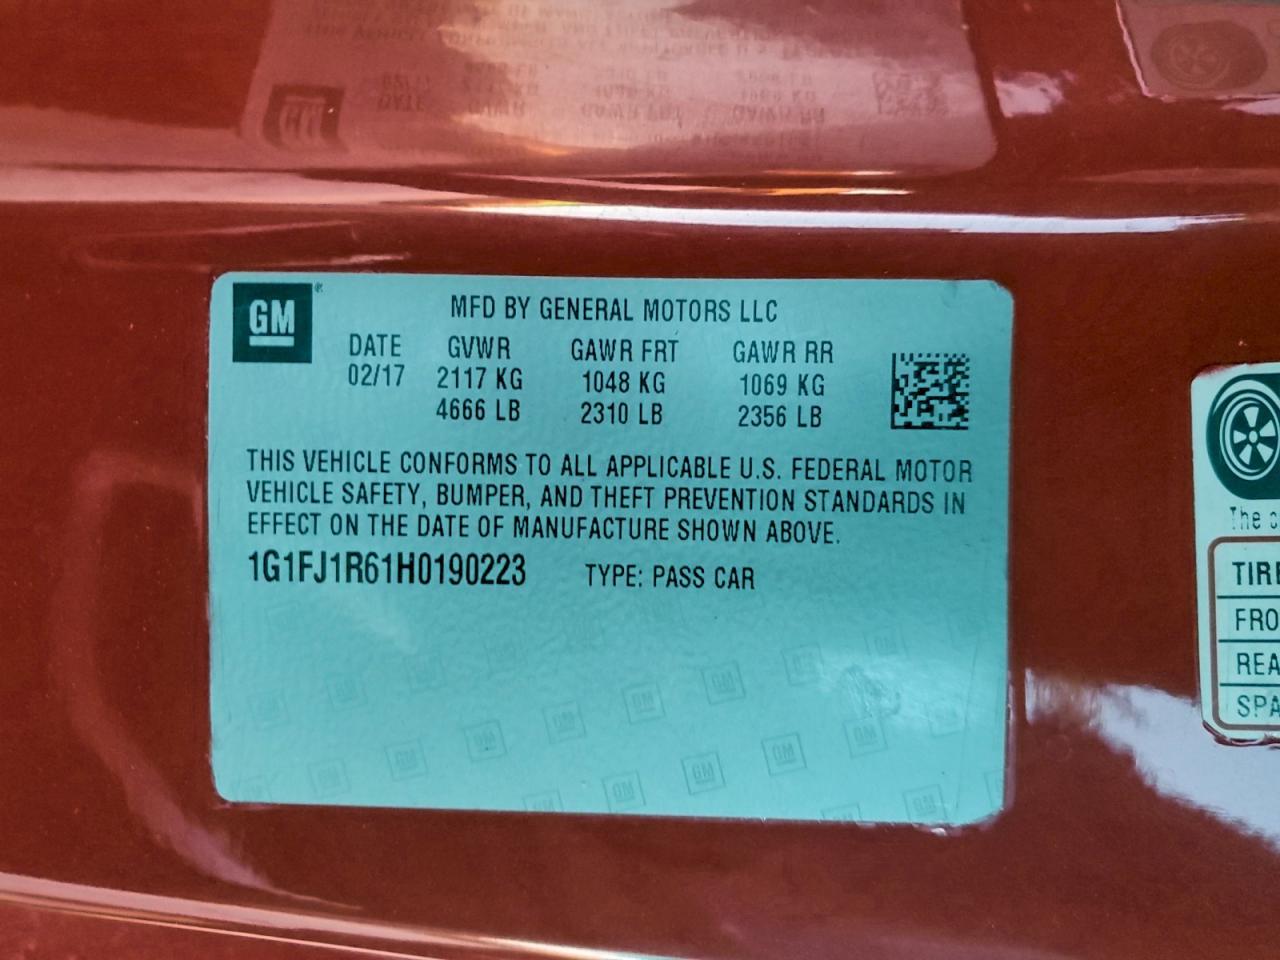 GM®
MFD BY GENERAL MOTORS LLC
DATE GVWR GAWR FRT GAWR RR
02/17 2117 KG 1048 KG 1069 KG
4666 LB 2310 LB 2356 LB
THIS VEHICLE CONFORMS TO ALL APPLICABLE U.S. FEDERAL MOTOR
VEHICLE SAFETY, BUMPER, AND THEFT PREVENTION STANDARDS IN
EFFECT ON THE DATE OF MANUFACTURE SHOWN ABOVE.
1G1FJ1R61H0190223 TYPE: PASS CAR
The